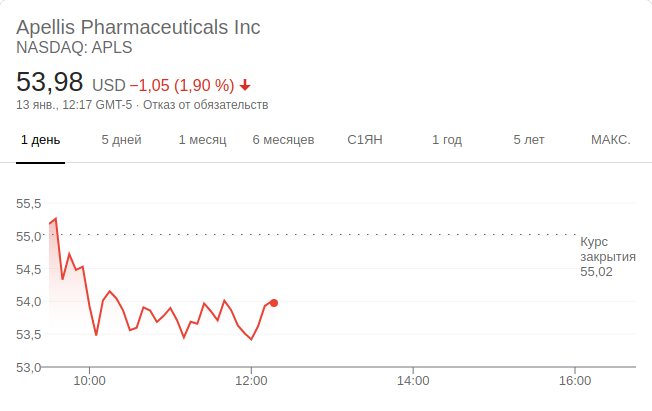 Apellis Pharmaceuticals Inc
NASDAQ: APLS
53,98 USD −1,05 (1,90 %)
13 янв., 12:17 GMT-5 · Отказ от обязательств
1 день 5 дней 1 месяц 6 месяцев С1ЯН 1 год 5 лет МАКС.
55,5
55,0
54,5
54,0
53,5
53,0
Курс
закрытия
55,02
10:00 12:00 14:00 16:00